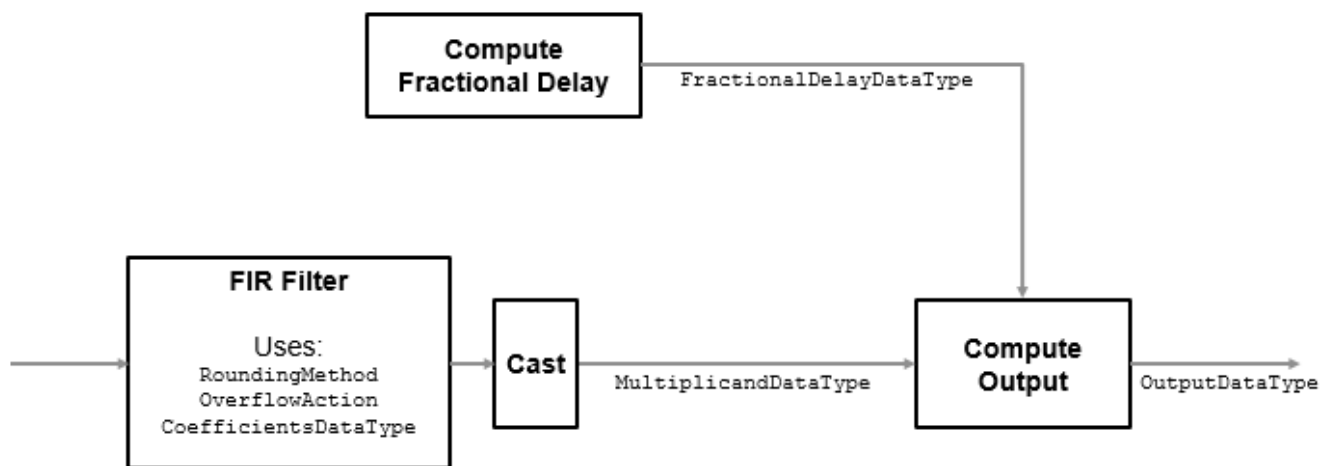 Compute
Fractional Delay
FractionalDelayDataType
FIR Filter
Uses:
RoundingMethod
OverflowAction
CoefficientsDataType
Cast
MultiplicandDataType
Compute
Output
OutputDataType